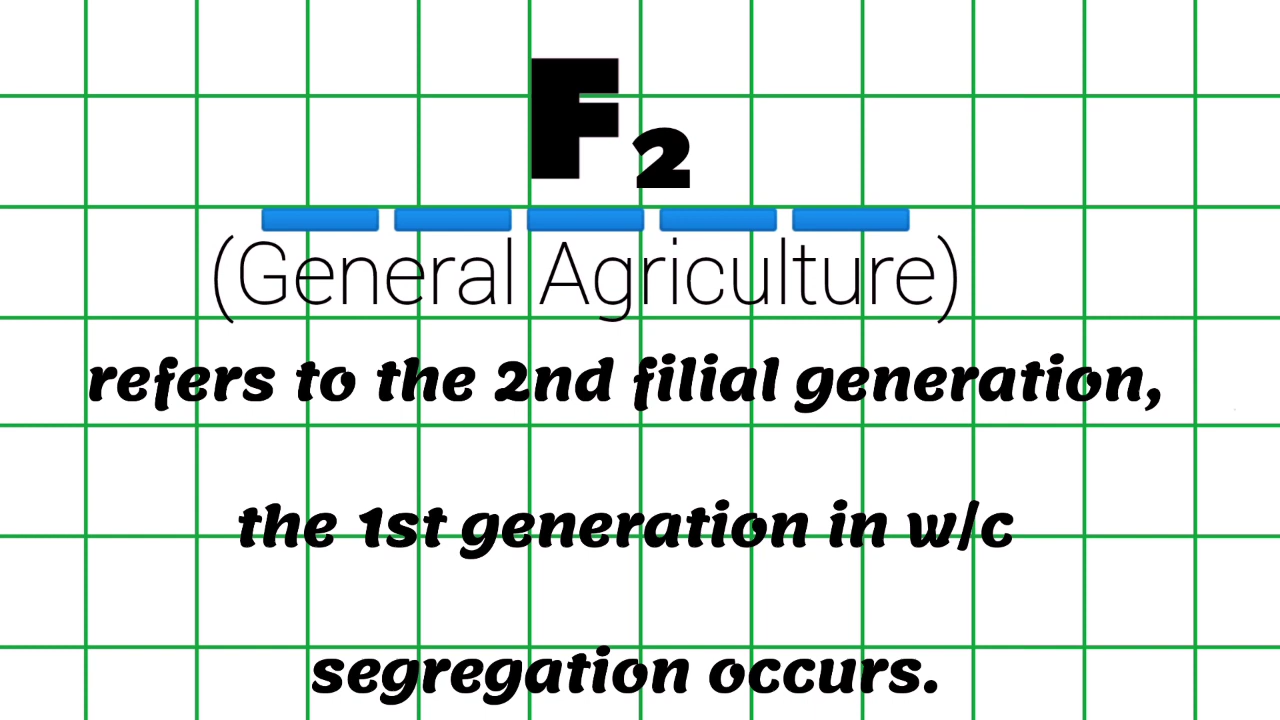 F₂
(General Agriculture)
refers to the 2nd filial generation,
the 1st generation in w/c
segregation occurs.